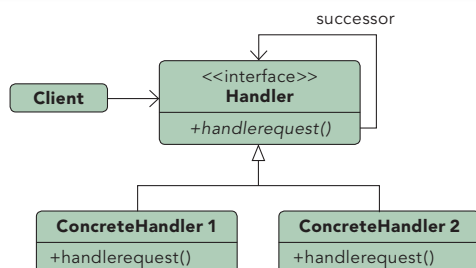 successor
<<interface>>
Handler
Client
+handlerequest()
ConcreteHandler 1
+handlerequest()
ConcreteHandler 2
+handlerequest()